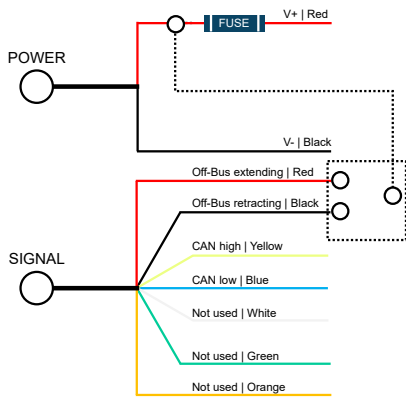 V+ | Red
FUSE
POWER
V- | Black
Off-Bus extending | Red
Off-Bus retracting | Black
CAN high | Yellow
SIGNAL
CAN low | Blue
Not used | White
Not used | Green
Not used | Orange